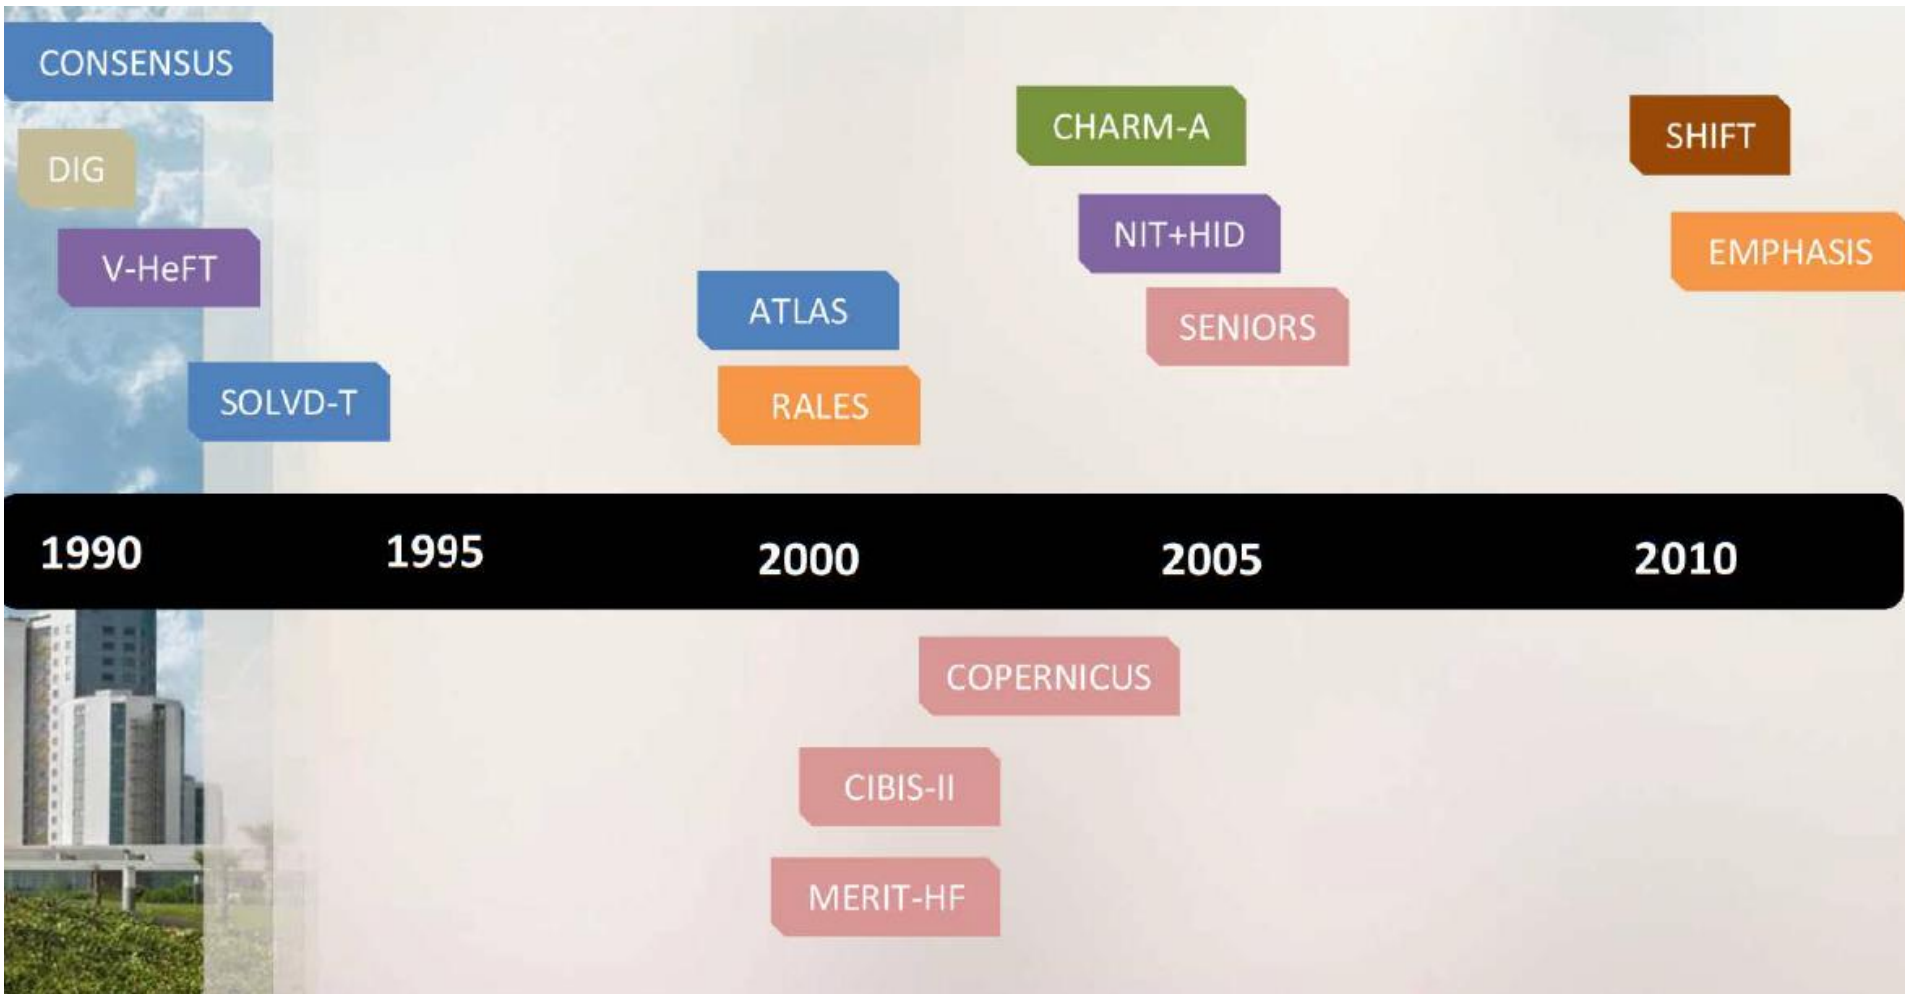 CONSENSUS
CHARM-A
SHIFT
DIG
NIT+HID
EMPHASIS
V-HeFT
ATLAS
SENIORS
SOLVD-T
RALES
1990 1995 2000 2005 2010
COPERNICUS
CIBIS-II
MERIT-HF